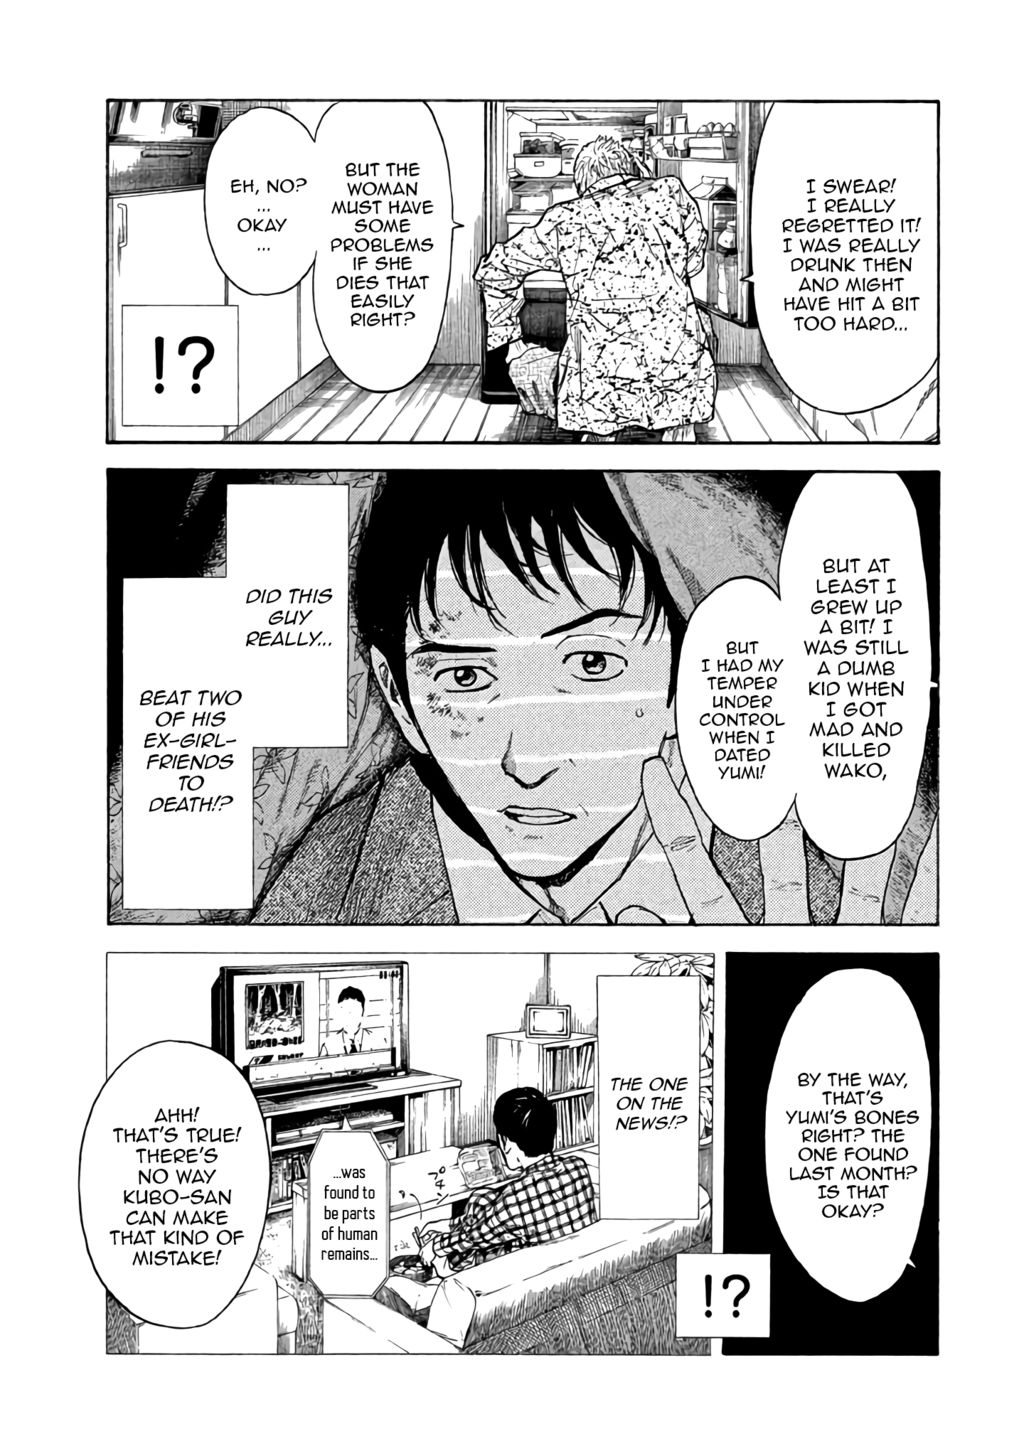 I SWEAR!
I REALLY
REGRETTED IT!
I WAS REALLY
DRUNK THEN
AND MIGHT
HAVE HIT A BIT
TOO HARD...
BUT THE
WOMAN
MUST HAVE
SOME
PROBLEMS
IF SHE
DIES THAT
EASILY
RIGHT?
EH, NO?
...
OKAY
...
!?
BUT AT
LEAST I
GREW UP
A BIT! I
WAS STILL
A DUMB
KID WHEN
I GOT
MAD AND
KILLED
WAKO,
BUT
I HAD MY
TEMPER
UNDER
CONTROL
WHEN I
DATED
YUMI!
DID THIS
GUY
REALLY...
BEAT TWO
OF HIS
EX-GIRL-
FRIENDS
TO
DEATH!?
BY THE WAY,
THAT'S
YUMI'S BONES
RIGHT? THE
ONE FOUND
LAST MONTH?
IS THAT
OKAY?
!?
THE ONE
ON THE
NEWS!?
...was
found to
be parts
of human
remains...
AHH!
THAT'S TRUE!
THERE'S
NO WAY
KUBO-SAN
CAN MAKE
THAT KIND OF
MISTAKE!